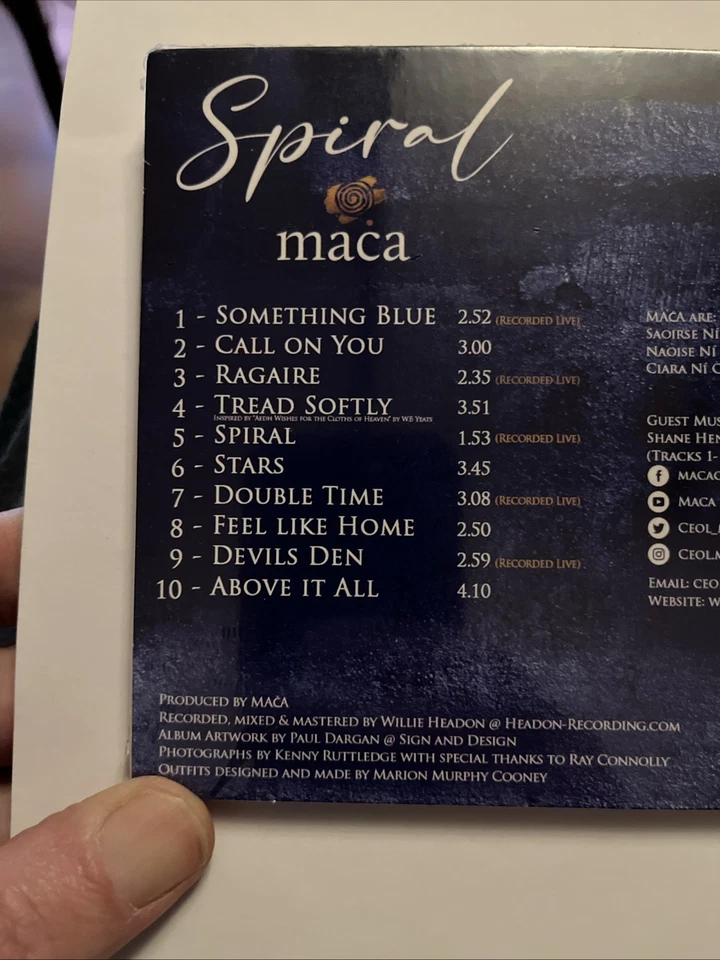 Spiral
maca
1 - SOMETHING BLUE 2.52 (RECORDED LIVE)
2 - CALL ON YOU 3.00
3 - RAGAIRE 2.35 (RECORDED LIVE)
4 - TREAD SOFTLY 3.51
INSPIRED BY "AEDH WISHES FOR THE CLOTHS OF HEAVEN" BY W.B YEATS
5 - SPIRAL 1.53 (RECORDED LIVE)
6 - STARS 3.45
7 - DOUBLE TIME 3.08 (RECORDED LIVE)
8 - FEEL LIKE HOME 2.50
9 - DEVILS DEN 2.59 (RECORDED LIVE)
10 - ABOVE IT ALL 4.10
MACA ARE:
SAOIRSE NÍ
NAOISE NÍ
CIARA NÍ
GUEST
SHANE
(TRACKS 1-
MACA
CEOL
CEOL
EMAIL:
WEBSITE:
PRODUCED BY MAĊA
RECORDED, MIXED & MASTERED BY WILLIE HEADON @ HEADON-RECORDING.COM
ALBUM ARTWORK BY PAUL DARGAN @ SIGN AND DESIGN
PHOTOGRAPHS BY KENNY RUTTLEDGE WITH SPECIAL THANKS TO RAY CONNOLLY
OUTFITS DESIGNED AND MADE BY MARION MURPHY COONEY